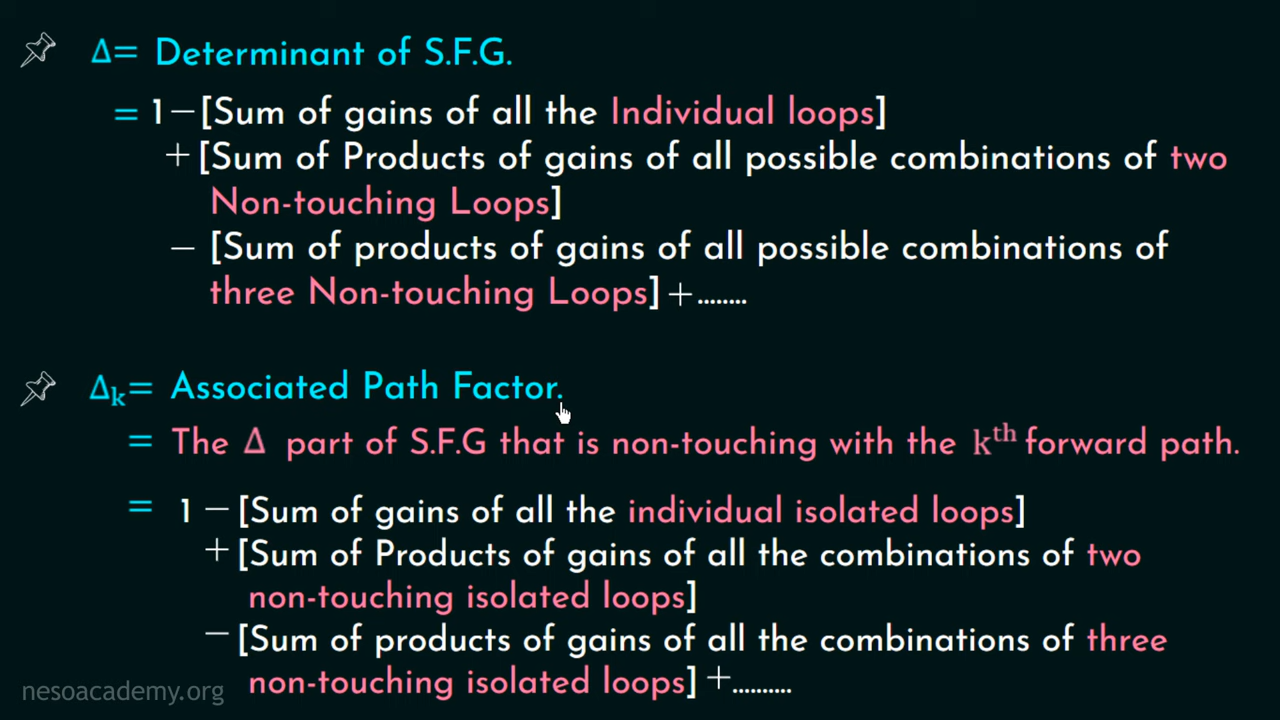 Δ= Determinant of S.F.G.
= 1−[Sum of gains of all the Individual loops]
+[Sum of Products of gains of all possible combinations of two
Non-touching Loops]
− [Sum of products of gains of all possible combinations of
three Non-touching Loops] +........
Δk= Associated Path Factor.
= The Δ part of S.F.G that is non-touching with the kth forward path.
= 1 −[Sum of gains of all the individual isolated loops]
+[Sum of Products of gains of all the combinations of two
non-touching isolated loops]
−[Sum of products of gains of all the combinations of three
non-touching isolated loops] +..........
nesoacademy.org